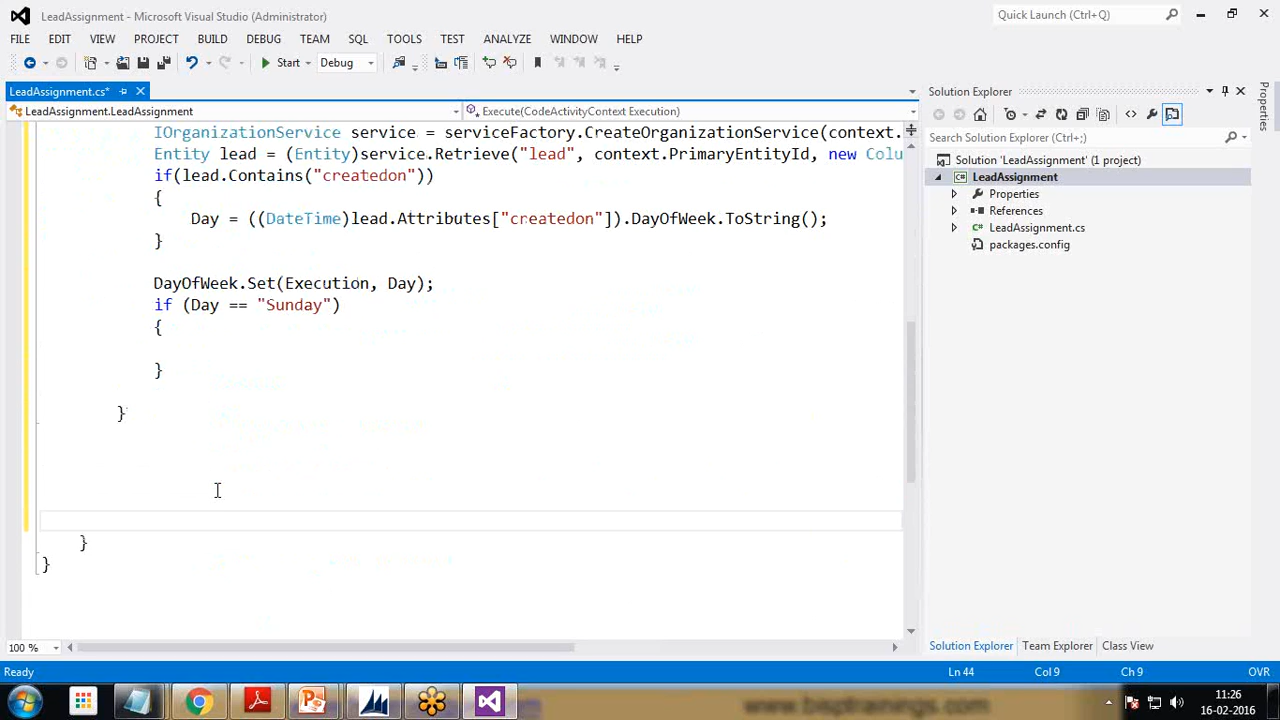 LeadAssignment - Microsoft Visual Studio (Administrator)
Quick Launch (Ctrl+Q)
FILE EDIT VIEW PROJECT BUILD DEBUG TEAM SQL TOOLS TEST ANALYZE WINDOW HELP
Start Debug
LeadAssignment.cs*
LeadAssignment.LeadAssignment
Execute(CodeActivityContext Execution)
IOrganizationService service = serviceFactory.CreateOrganizationService(context.
Entity lead = (Entity)service.Retrieve("lead", context.PrimaryEntityId, new Colu
if(lead.Contains("createdon"))
{
Day = ((DateTime)lead.Attributes["createdon"]).DayOfWeek.ToString();
}
DayOfWeek.Set(Execution, Day);
if (Day == "Sunday")
{
}
}
}
}
100 %
Solution Explorer
Search Solution Explorer (Ctrl+;)
Solution 'LeadAssignment' (1 project)
LeadAssignment
Properties
References
LeadAssignment.cs
packages.config
Solution Explorer Team Explorer Class View
Properties
Ready
Ln 44 Col 9 Ch 9 OVR
www.bisptrainings.com
11:26
16-02-2016